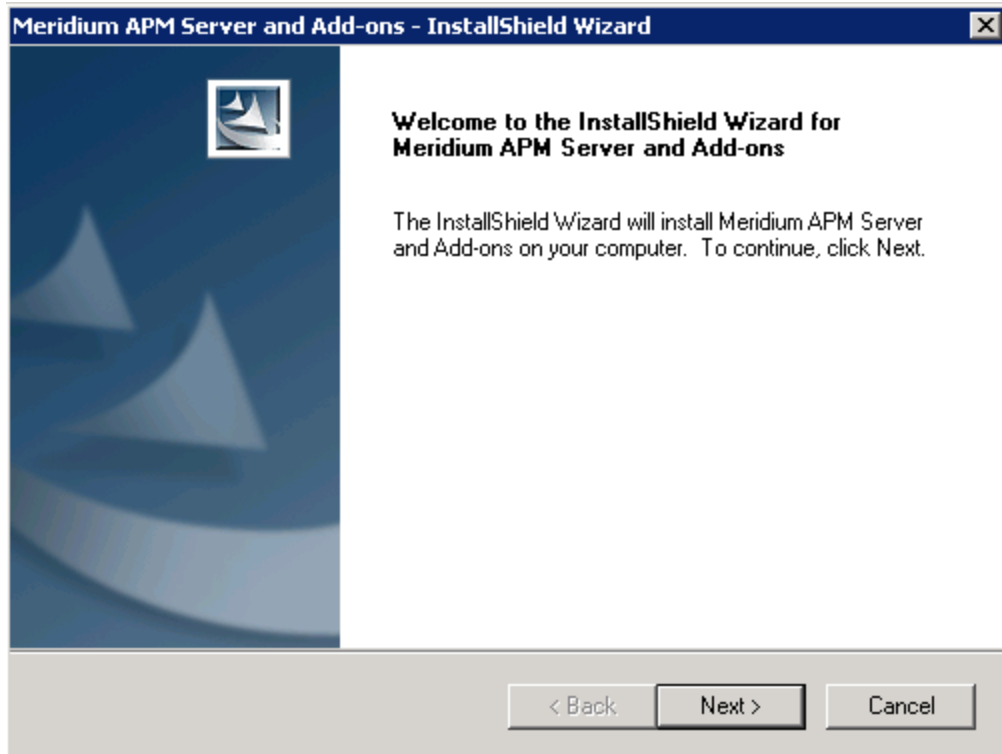 Meridium APM Server and Add-ons - InstallShield Wizard
Welcome to the InstallShield Wizard for
Meridium APM Server and Add-ons
The InstallShield Wizard will install Meridium APM Server
and Add-ons on your computer.  To continue, click Next.
< Back    Next >    Cancel